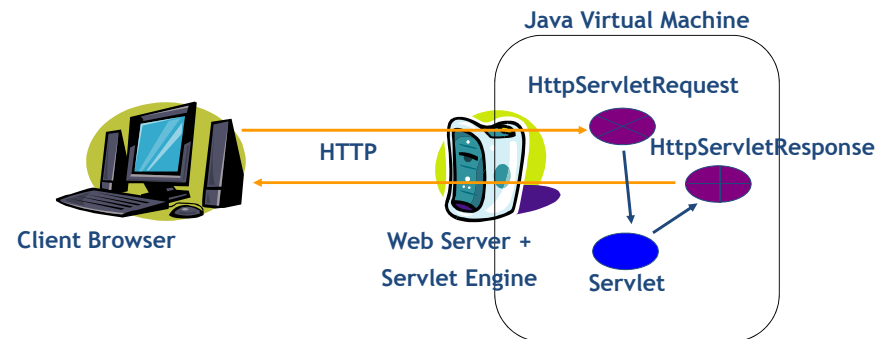 Java Virtual Machine
HttpServletRequest
HTTP
HttpServletResponse
Client Browser
Web Server +
Servlet Engine
Servlet